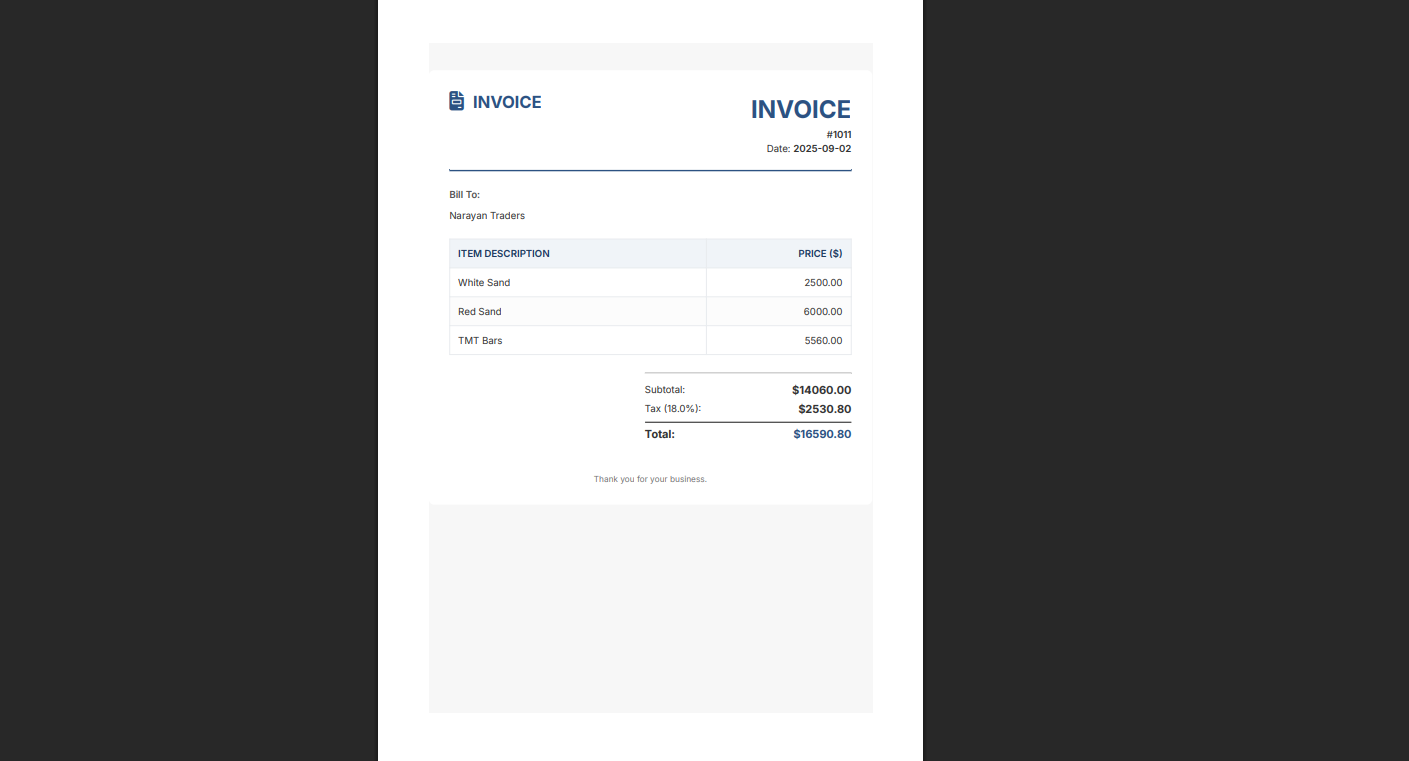 INVOICE
INVOICE
#1011
Date: 2025-09-02
Bill To:
Narayan Traders
ITEM DESCRIPTION PRICE ($)
White Sand 2500.00
Red Sand 6000.00
TMT Bars 5560.00
Subtotal: $14060.00
Tax (18.0%): $2530.80
Total: $16590.80
Thank you for your business.